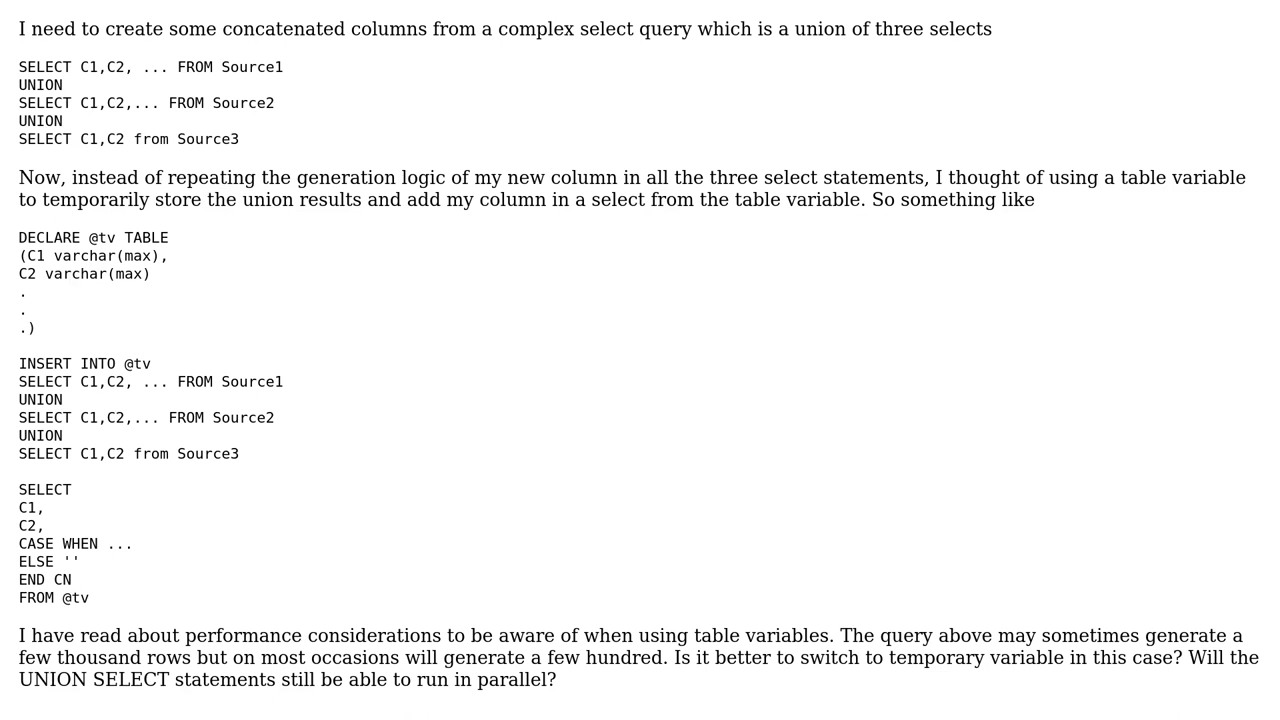 I need to create some concatenated columns from a complex select query which is a union of three selects
SELECT C1,C2, ... FROM Source1
UNION
SELECT C1,C2,... FROM Source2
UNION
SELECT C1,C2 from Source3
Now, instead of repeating the generation logic of my new column in all the three select statements, I thought of using a table variable
to temporarily store the union results and add my column in a select from the table variable. So something like
DECLARE @tv TABLE
(C1 varchar(max),
C2 varchar(max)
.
.
.)
INSERT INTO @tv
SELECT C1,C2, ... FROM Source1
UNION
SELECT C1,C2,... FROM Source2
UNION
SELECT C1,C2 from Source3
SELECT
C1,
C2,
CASE WHEN ...
ELSE ''
END CN
FROM @tv
I have read about performance considerations to be aware of when using table variables. The query above may sometimes generate a
few thousand rows but on most occasions will generate a few hundred. Is it better to switch to temporary variable in this case? Will the
UNION SELECT statements still be able to run in parallel?